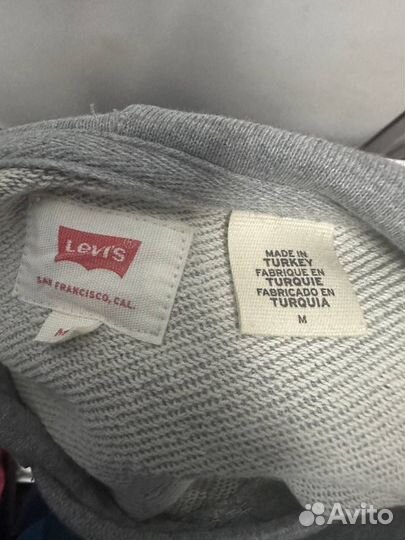 Levi's
SAN FRANCISCO, CAL.
M
MADE IN
TURKEY
FABRIQUE EN
TURQUIE
FABRICADO EN
TURQUIA
M
Avito